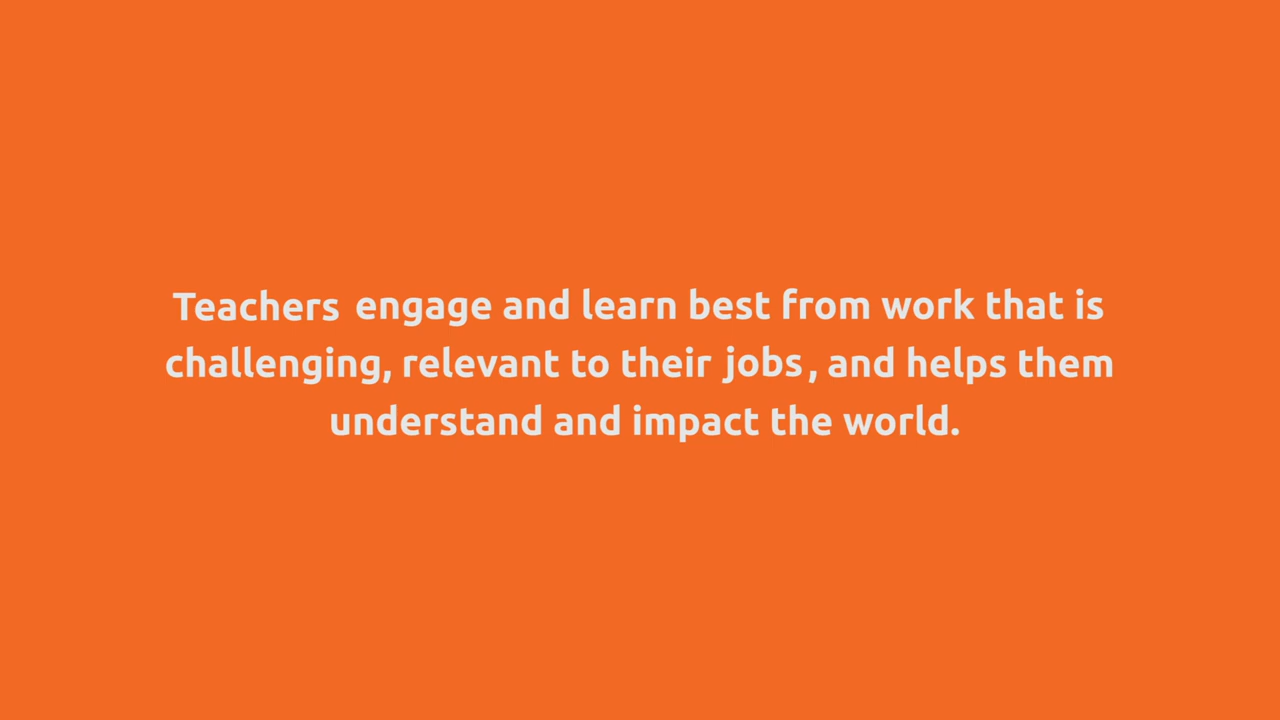 Teachers engage and learn best from work that is
challenging, relevant to their jobs, and helps them
understand and impact the world.